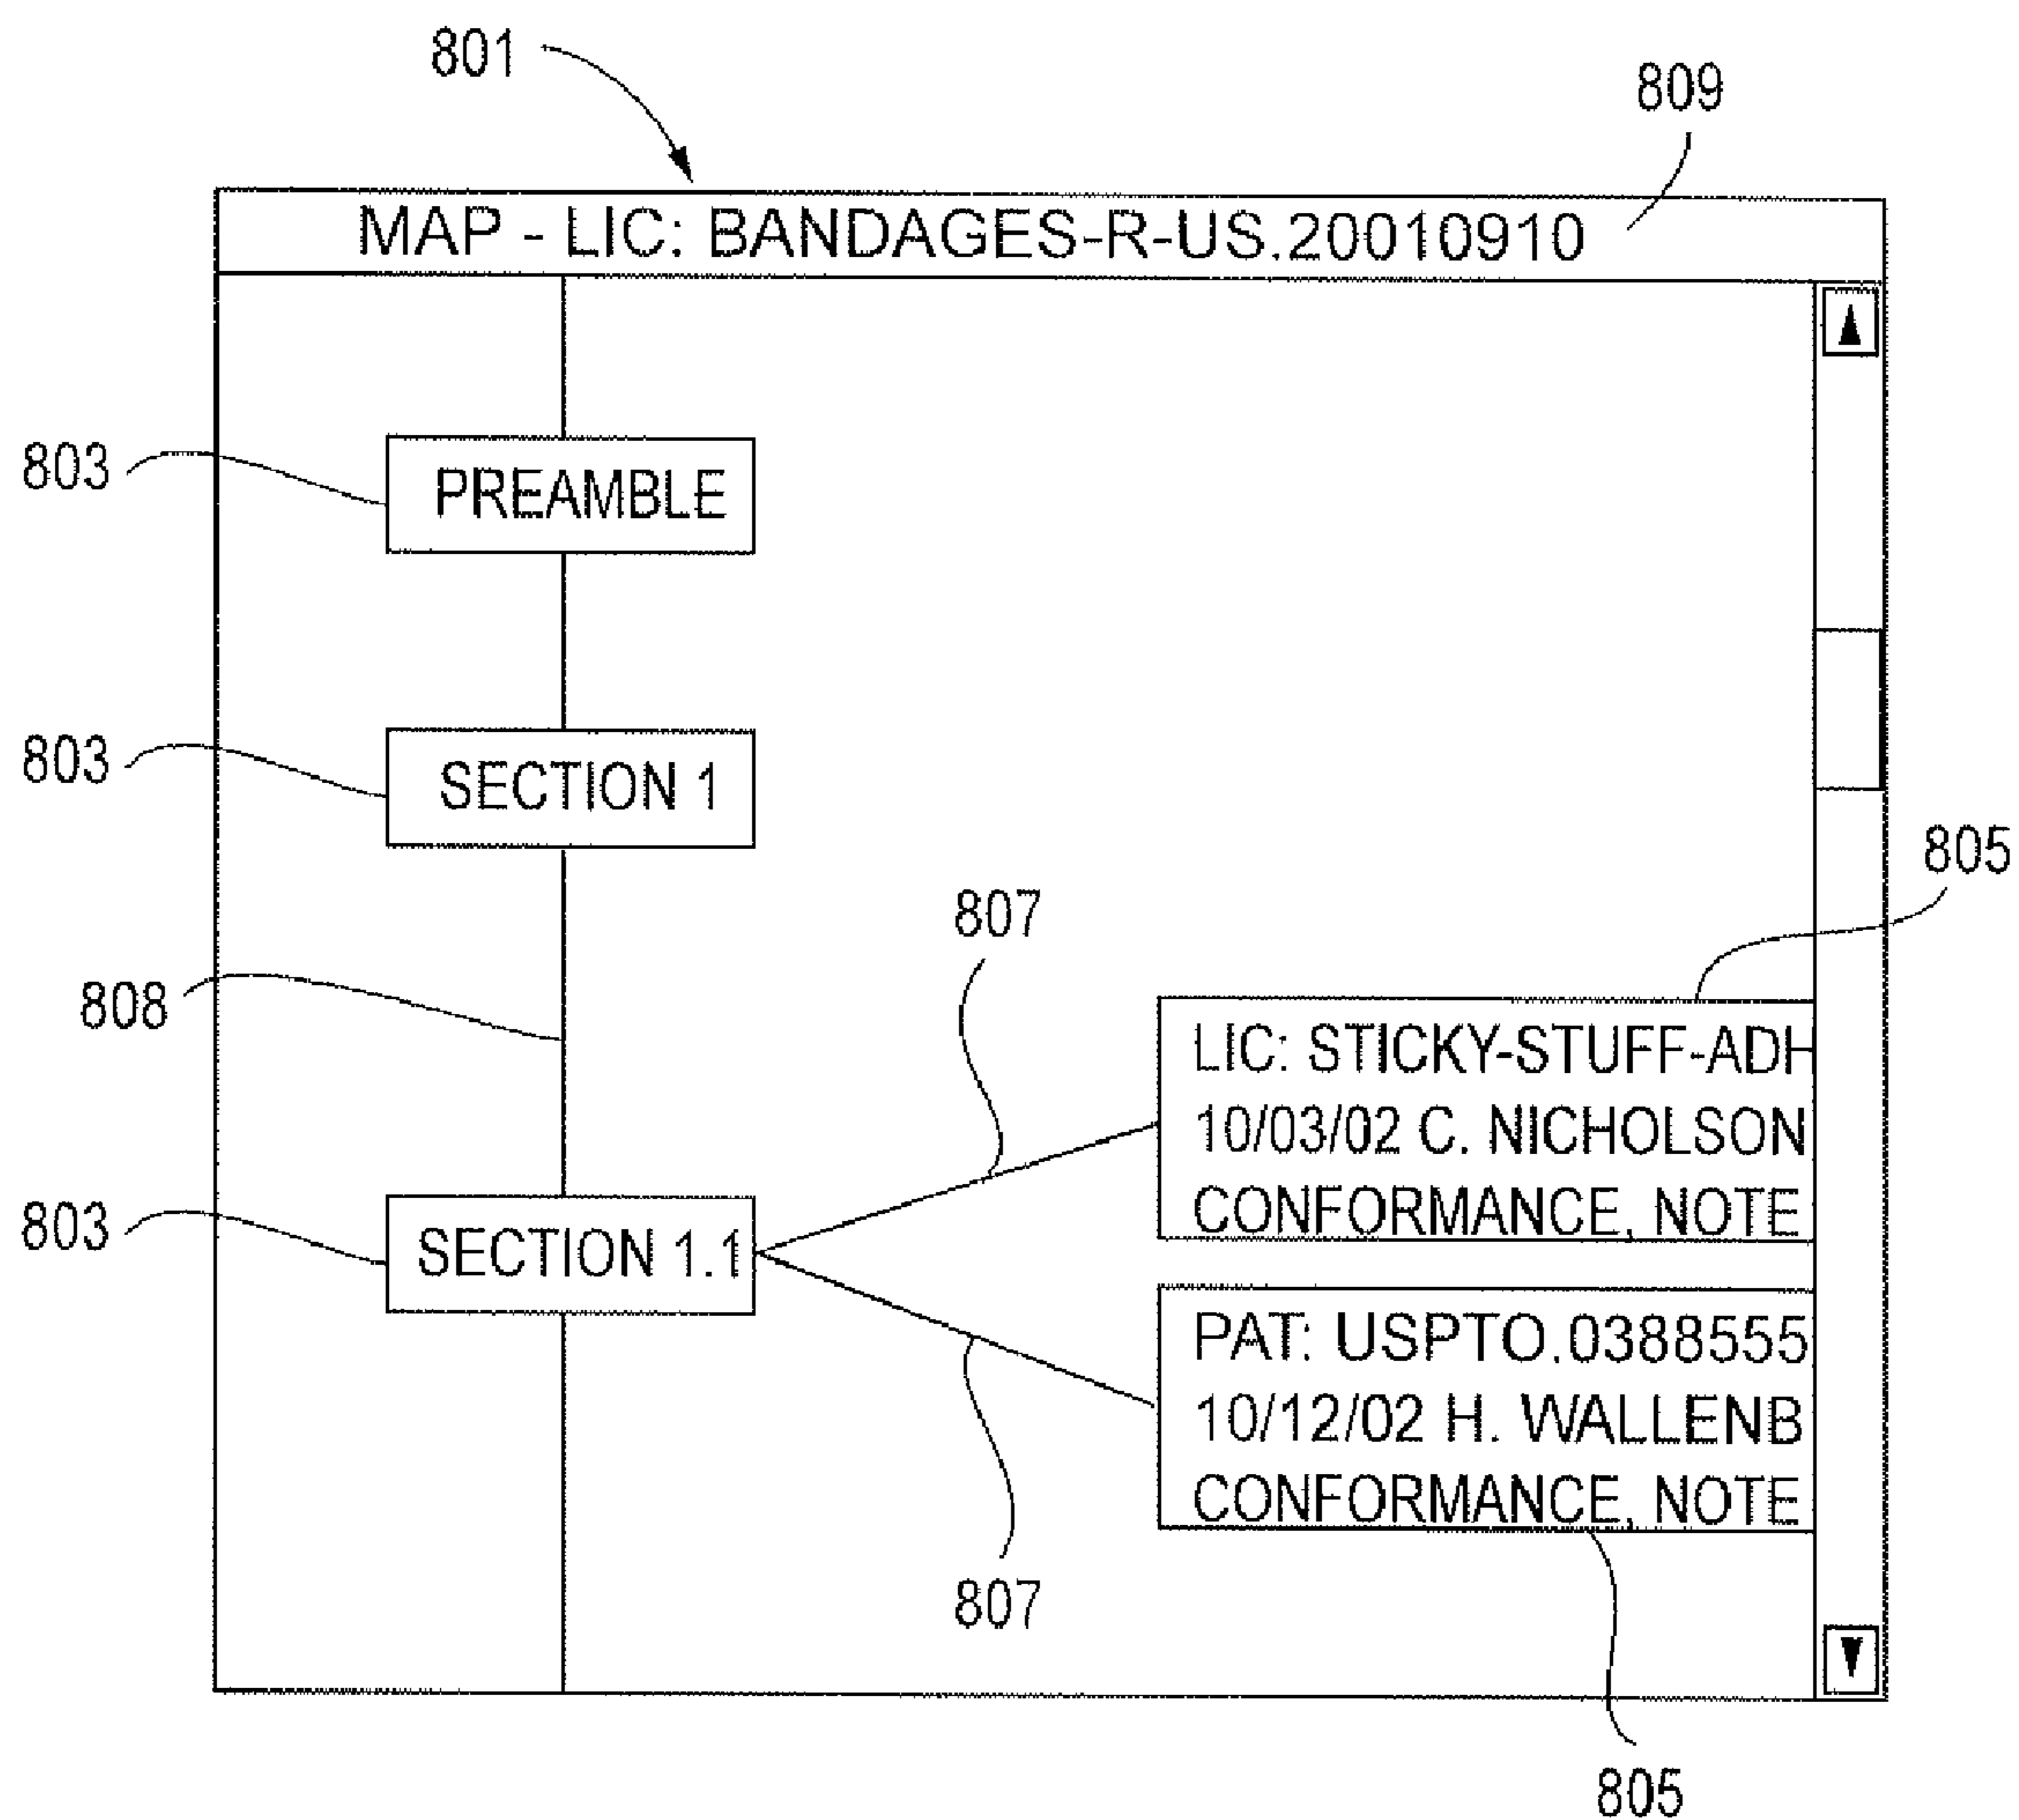 801
809
MAP - LIC: BANDAGES-R-US.20010910
803
PREAMBLE
803
SECTION 1
805
807
808
LIC: STICKY-STUFF-ADH
10/03/02 C. NICHOLSON
CONFORMANCE, NOTE
803
SECTION 1.1
PAT: USPTO.0388555
10/12/02 H. WALLENB
CONFORMANCE, NOTE
807
805